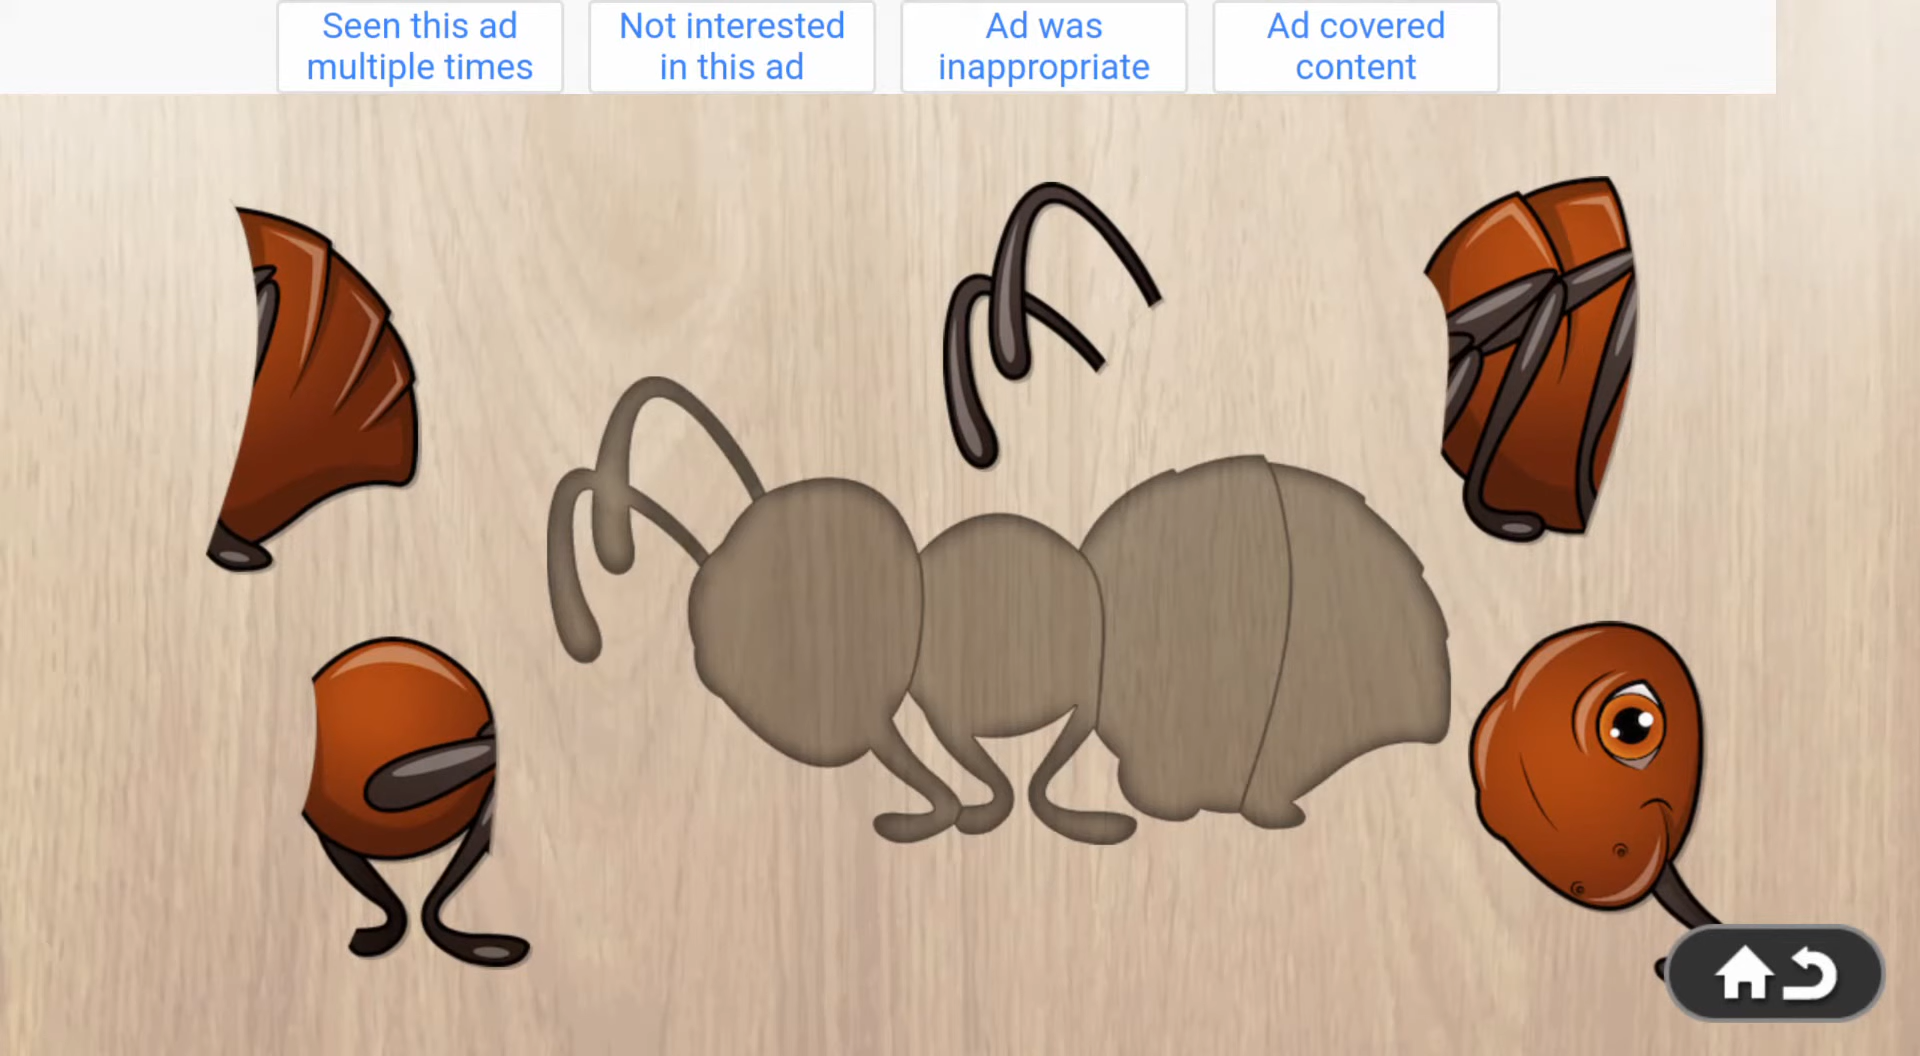 Seen this ad
multiple times
Not interested
in this ad
Ad was
inappropriate
Ad covered
content